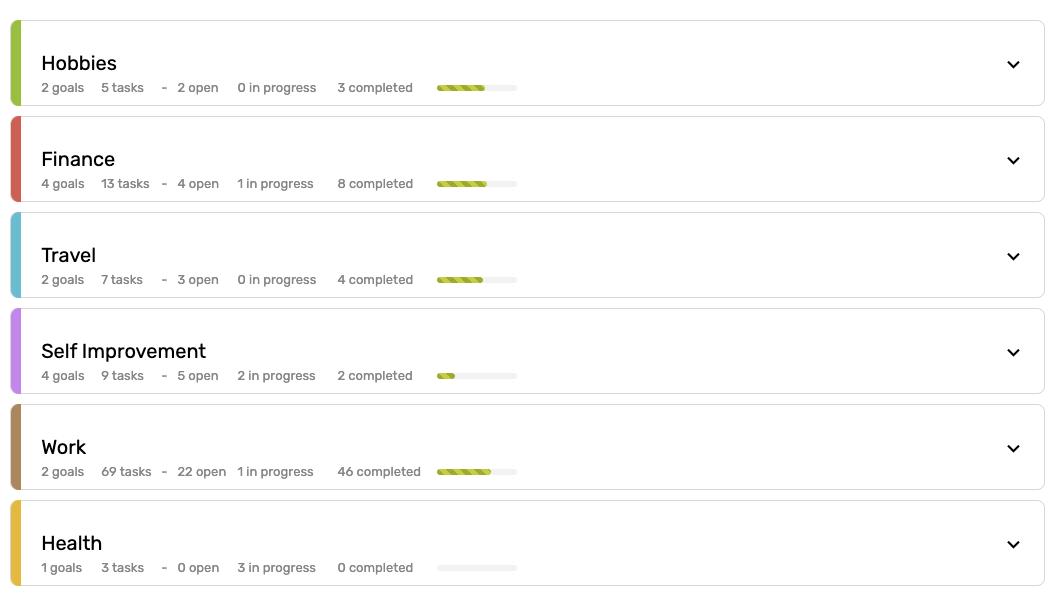 Hobbies
2 goals 5 tasks - 2 open 0 in progress 3 completed
Finance
4 goals 13 tasks - 4 open 1 in progress 8 completed
Travel
2 goals 7 tasks - 3 open 0 in progress 4 completed
Self Improvement
4 goals 9 tasks - 5 open 2 in progress 2 completed
Work
2 goals 69 tasks - 22 open 1 in progress 46 completed
Health
1 goals 3 tasks - 0 open 3 in progress 0 completed